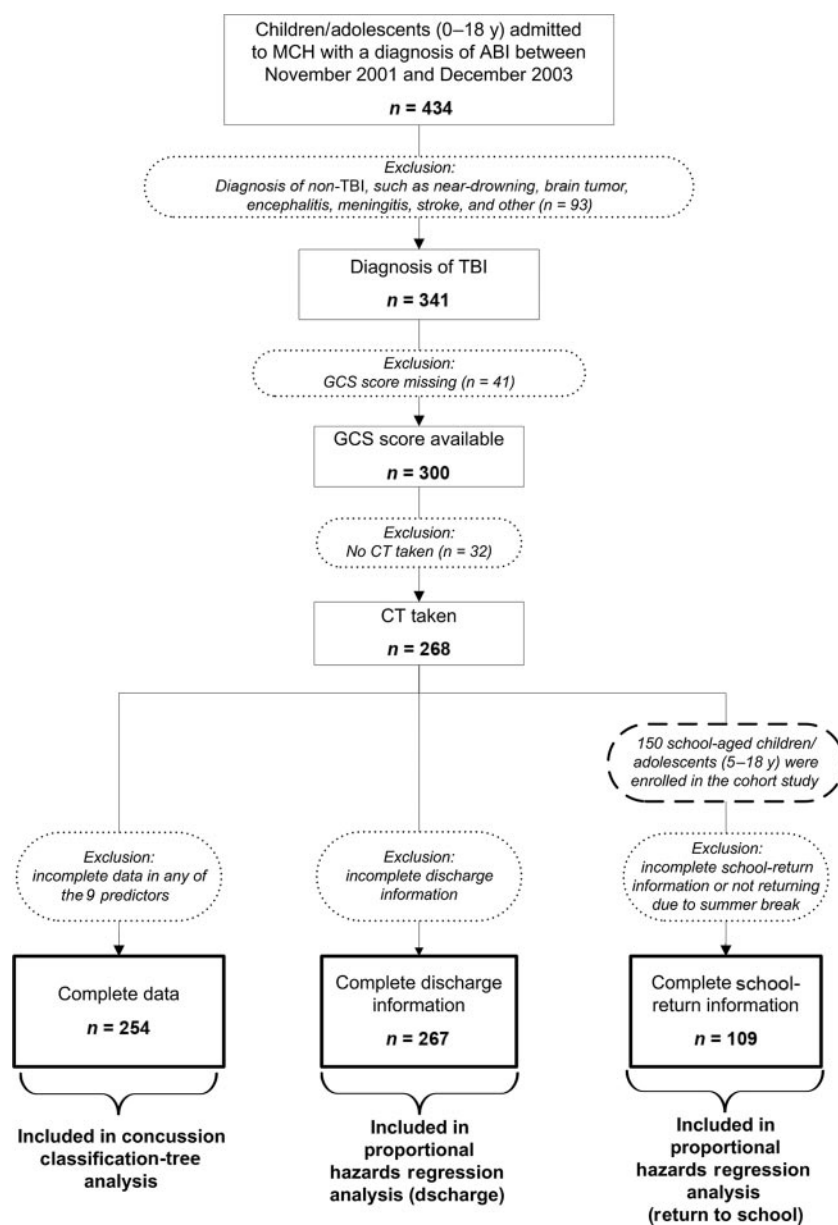 Children/adolescents (0–18 y) admitted
to MCH with a diagnosis of ABI between
November 2001 and December 2003
n = 434
Exclusion:
Diagnosis of non-TBI, such as near-drowning, brain tumor,
encephalitis, meningitis, stroke, and other (n = 93)
Diagnosis of TBI
n = 341
Exclusion:
GCS score missing (n = 41)
GCS score available
n = 300
Exclusion:
No CT taken (n = 32)
CT taken
n = 268
150 school-aged children/
adolescents (5–18 y) were
enrolled in the cohort study
Exclusion:
incomplete data in any of
the 9 predictors
Exclusion:
incomplete discharge
information
Exclusion:
incomplete school-return
information or not returning
due to summer break
Complete data
n = 254
Complete discharge
information
n = 267
Complete school-
return information
n = 109
Included in concussion
classification-tree
analysis
Included in
proportional
hazards regression
analysis (dscharge)
Included in
proportional
hazards regression
analysis
(return to school)